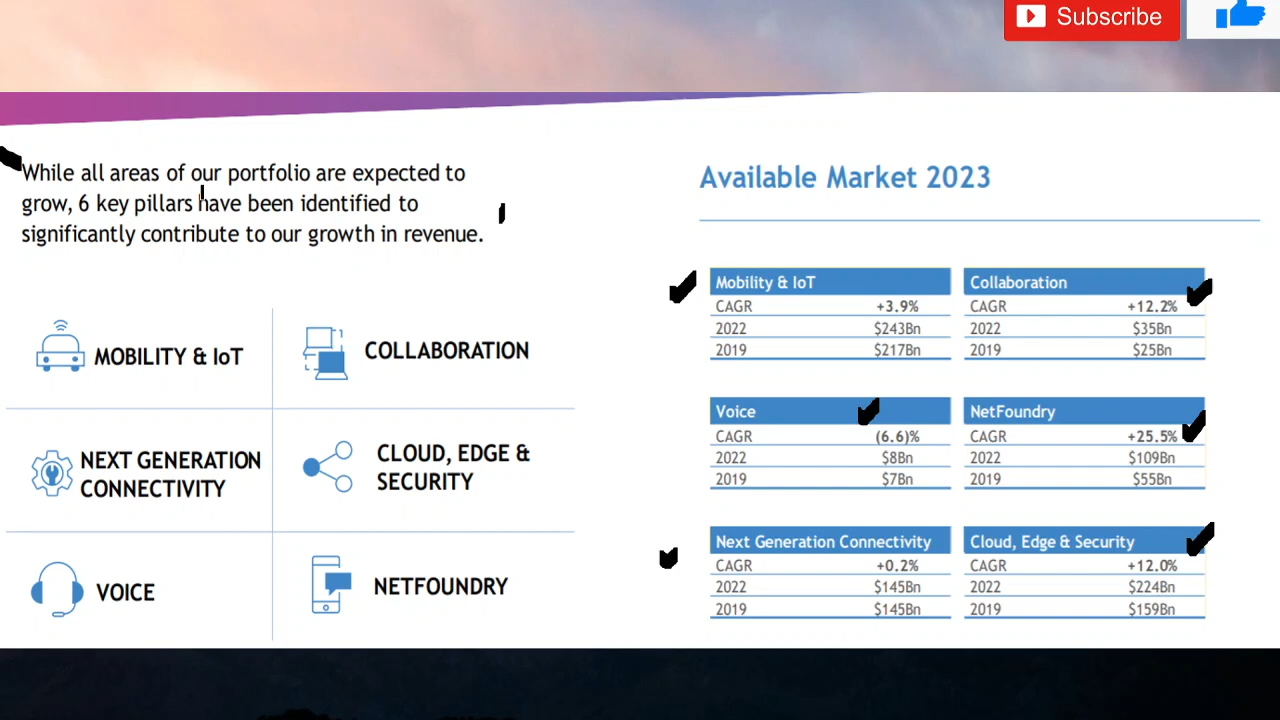 Subscribe
While all areas of our portfolio are expected to
grow, 6 key pillars have been identified to
significantly contribute to our growth in revenue.
MOBILITY & IoT
COLLABORATION
NEXT GENERATION
CONNECTIVITY
CLOUD, EDGE &
SECURITY
VOICE
NETFOUNDRY
Available Market 2023
Mobility & IoT
CAGR +3.9%
2022 $243Bn
2019 $217Bn
Collaboration
CAGR +12.2%
2022 $35Bn
2019 $25Bn
Voice
CAGR (6.6)%
2022 $8Bn
2019 $7Bn
NetFoundry
CAGR +25.5%
2022 $109Bn
2019 $55Bn
Next Generation Connectivity
CAGR +0.2%
2022 $145Bn
2019 $145Bn
Cloud, Edge & Security
CAGR +12.0%
2022 $224Bn
2019 $159Bn